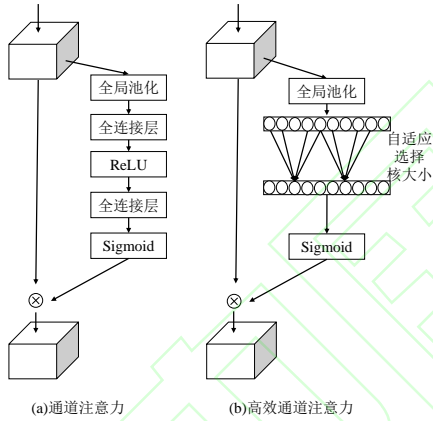 全局池化
全连接层
ReLU
全连接层
Sigmoid
(a)通道注意力
全局池化
自适应
选择
核大小
Sigmoid
(b)高效通道注意力